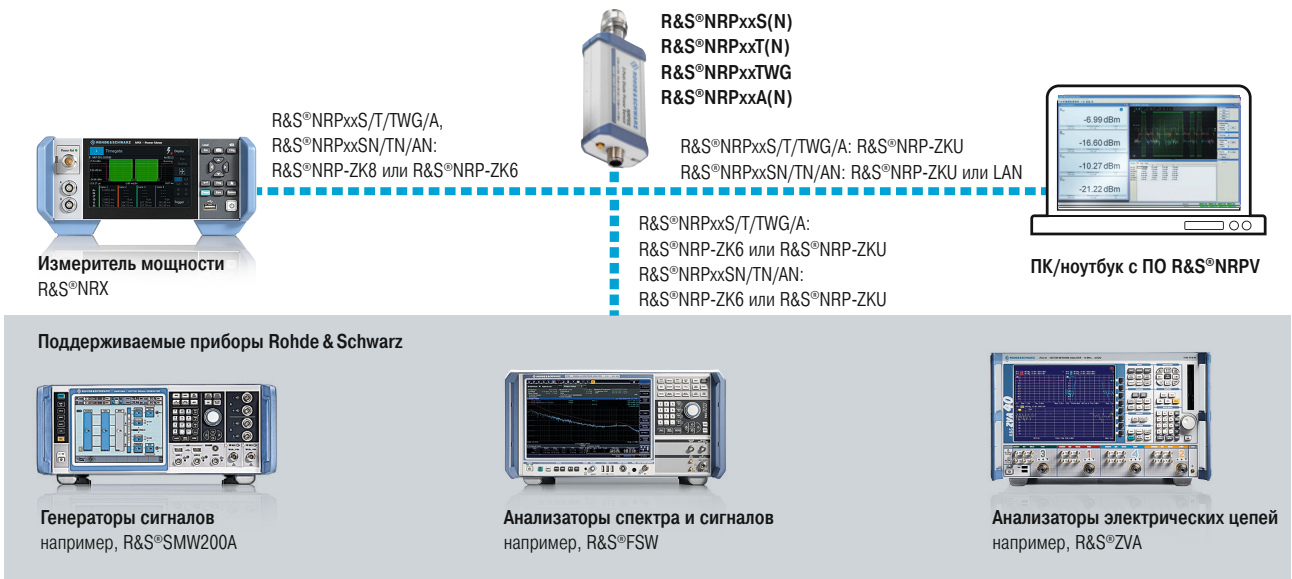 R&S®NRPxxS(N)
R&S®NRPxxT(N)
R&S®NRPxxTWG
R&S®NRPxxA(N)
R&S®NRPxxS/T/TWG/A,
R&S®NRPxxSN/TN/AN:
R&S®NRP-ZK8 или R&S®NRP-ZK6
R&S®NRPxxS/T/TWG/A: R&S®NRP-ZKU
R&S®NRPxxSN/TN/AN: R&S®NRP-ZKU или LAN
-6.99 dBm
-16.60 dBm
-10.27 dBm
-21.22 dBm
Измеритель мощности
R&S®NRX
R&S®NRPxxS/T/TWG/A:
R&S®NRP-ZK6 или R&S®NRP-ZKU
R&S®NRPxxSN/TN/AN:
R&S®NRP-ZK6 или R&S®NRP-ZKU
ПК/ноутбук с ПО R&S®NRPV
Поддерживаемые приборы Rohde & Schwarz
Генераторы сигналов
например, R&S®SMW200A
Анализаторы спектра и сигналов
например, R&S®FSW
Анализаторы электрических цепей
например, R&S®ZVA